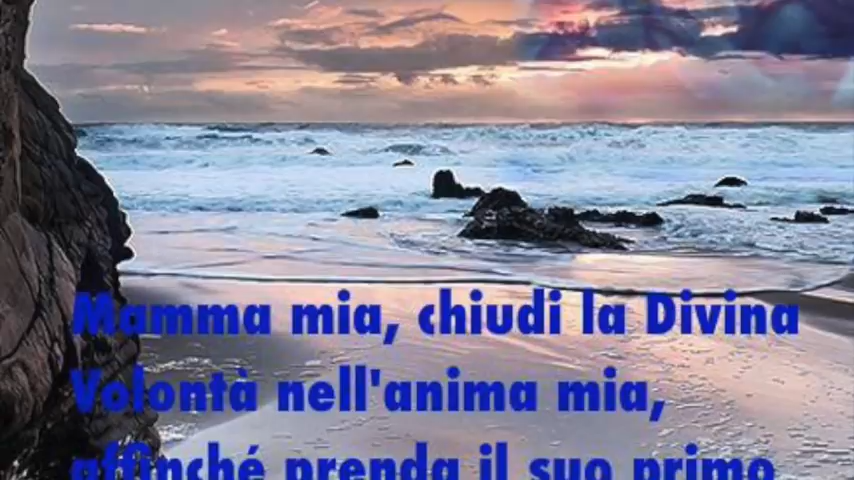 Mamma mia, chiudi la Divina
Volontà nell'anima mia,
affinché prenda il suo primo